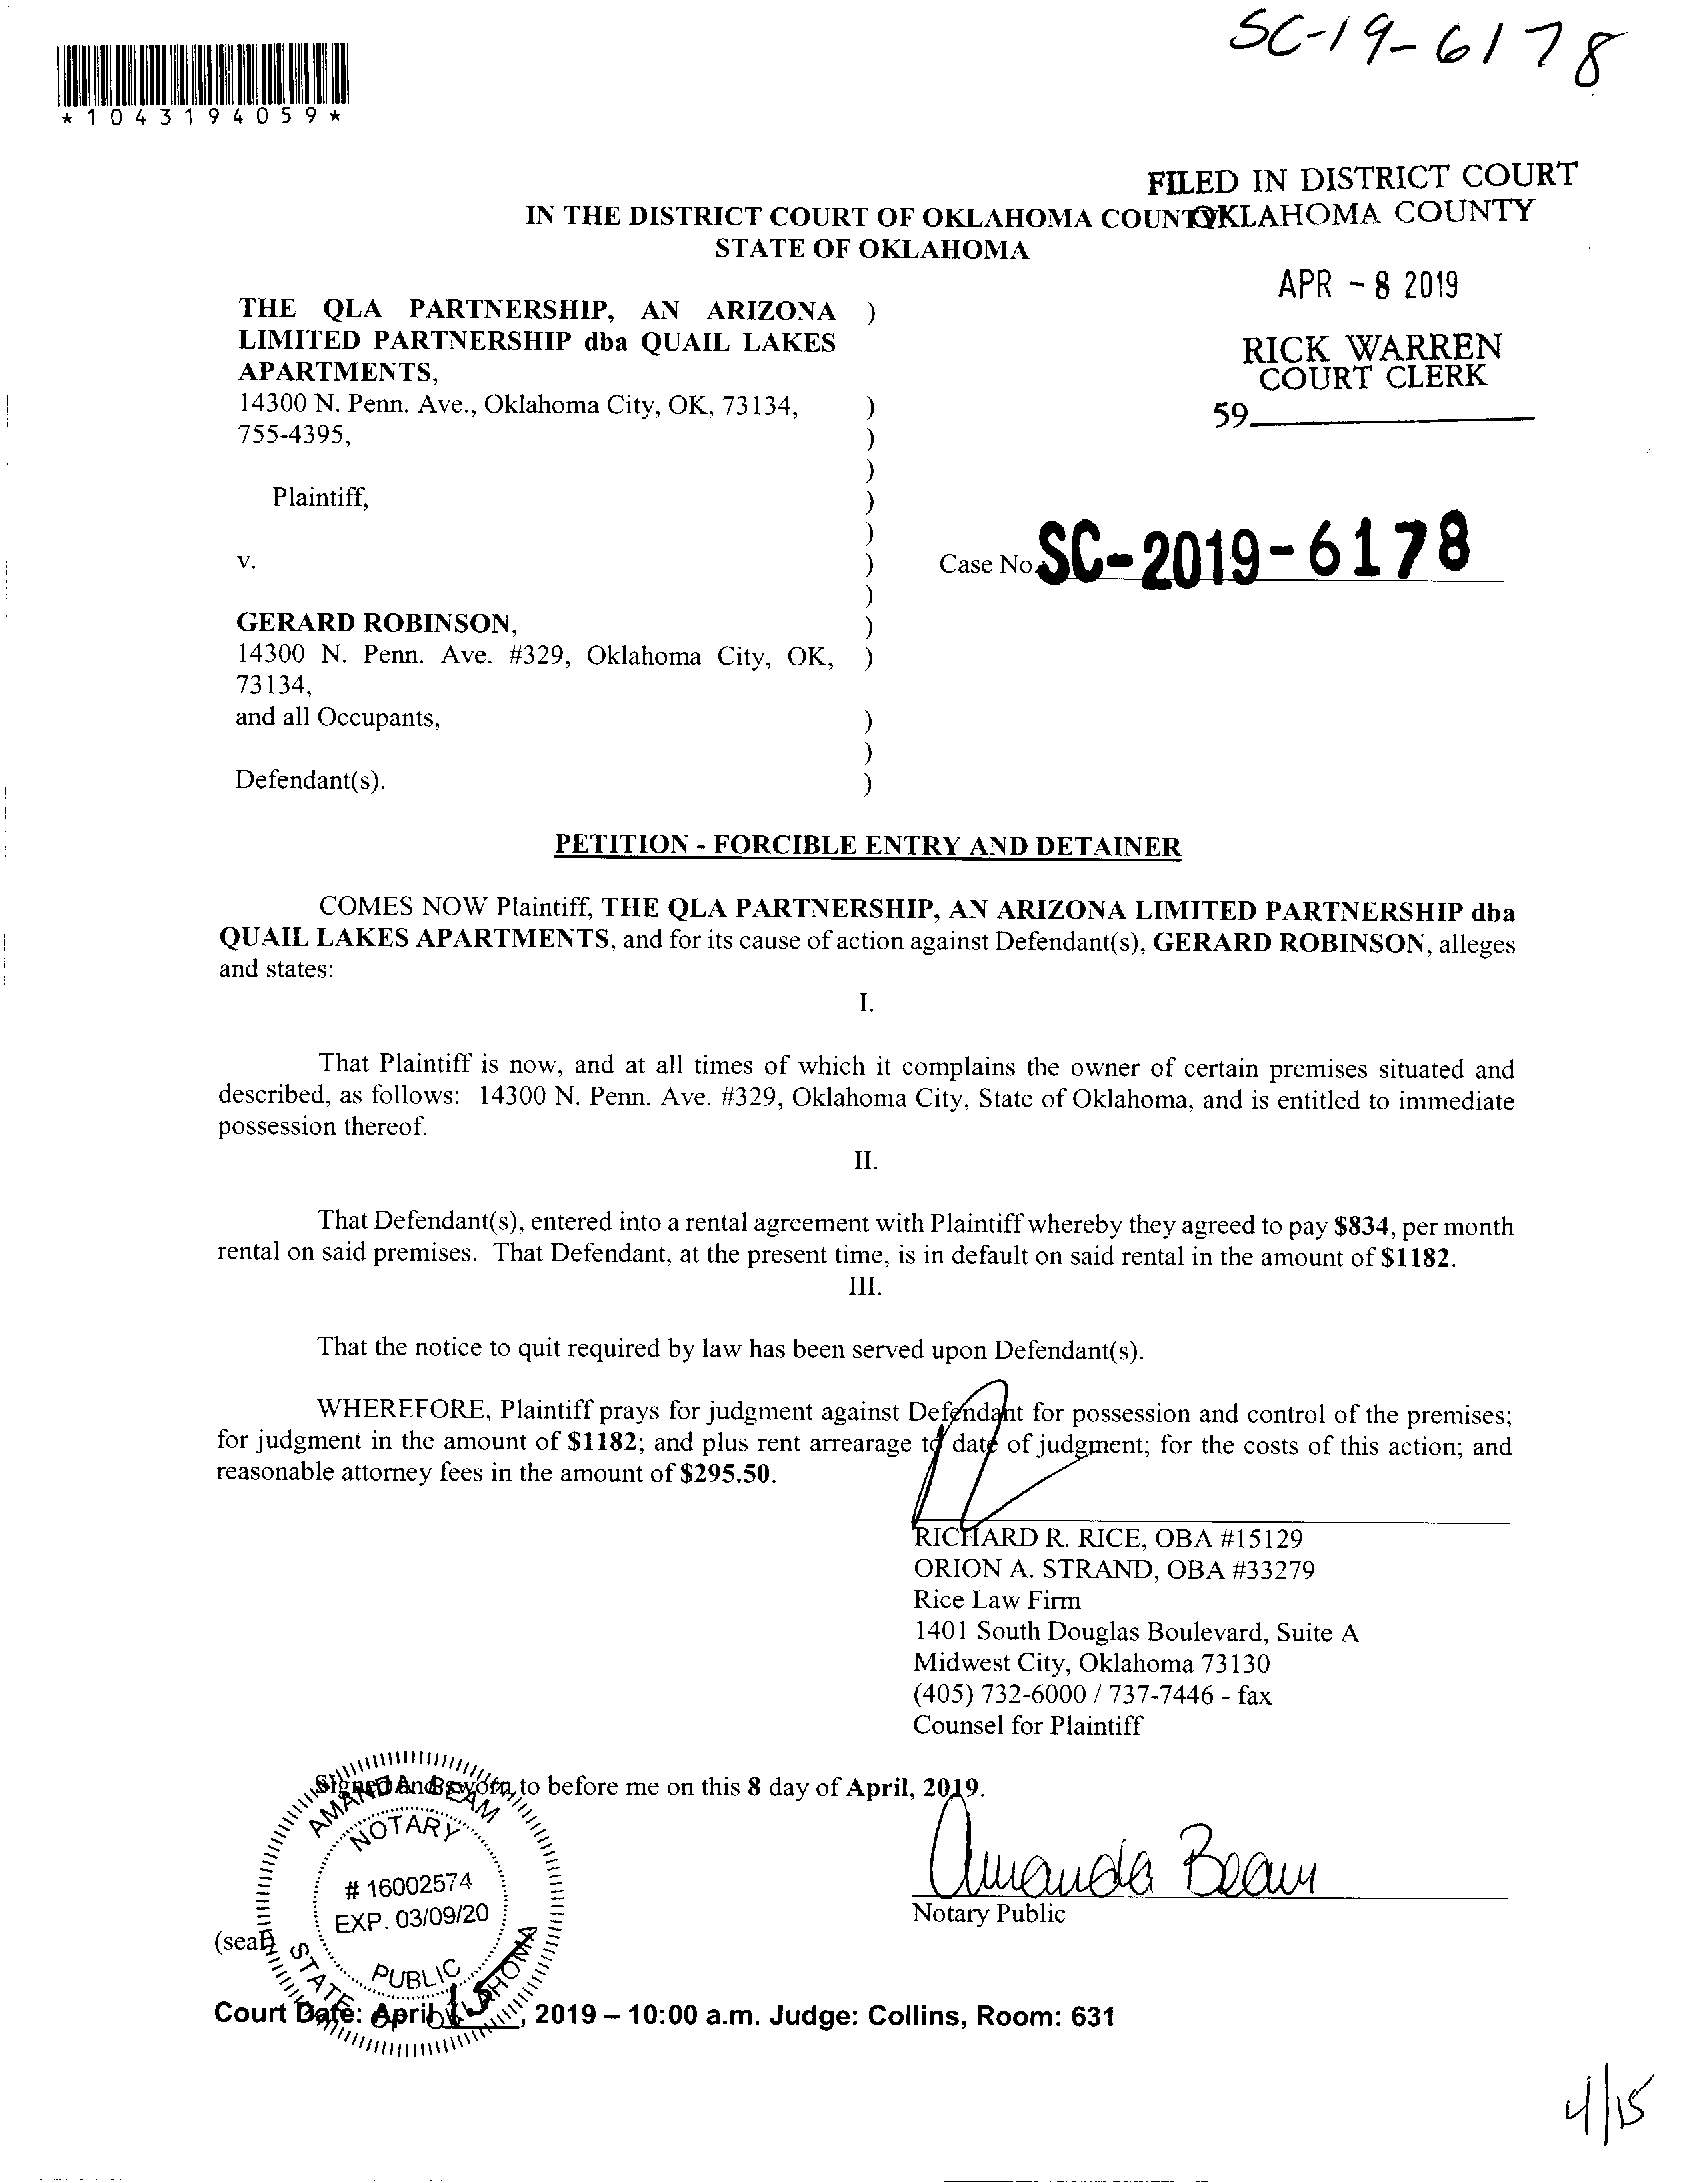 SC-19-6178
*1043194059*
FILED IN DISTRICT COURT
OKLAHOMA COUNTY
IN THE DISTRICT COURT OF OKLAHOMA COUNTY
STATE OF OKLAHOMA
APR - 8 2019
RICK WARREN
COURT CLERK
59
THE QLA PARTNERSHIP, AN ARIZONA )
LIMITED PARTNERSHIP dba QUAIL LAKES
APARTMENTS,
14300 N. Penn. Ave., Oklahoma City, OK, 73134, )
755-4395, )
)
Plaintiff, )
)
v. ) Case No. SC-2019-6178
)
GERARD ROBINSON, )
14300 N. Penn. Ave. #329, Oklahoma City, OK, )
73134,
and all Occupants, )
)
Defendant(s). )
PETITION - FORCIBLE ENTRY AND DETAINER
COMES NOW Plaintiff, THE QLA PARTNERSHIP, AN ARIZONA LIMITED PARTNERSHIP dba
QUAIL LAKES APARTMENTS, and for its cause of action against Defendant(s), GERARD ROBINSON, alleges
and states:
I.
That Plaintiff is now, and at all times of which it complains the owner of certain premises situated and
described, as follows: 14300 N. Penn. Ave. #329, Oklahoma City, State of Oklahoma, and is entitled to immediate
possession thereof.
II.
That Defendant(s), entered into a rental agreement with Plaintiff whereby they agreed to pay $834, per month
rental on said premises. That Defendant, at the present time, is in default on said rental in the amount of $1182.
III.
That the notice to quit required by law has been served upon Defendant(s).
WHEREFORE, Plaintiff prays for judgment against Defendant for possession and control of the premises;
for judgment in the amount of $1182; and plus rent arrearage to date of judgment; for the costs of this action; and
reasonable attorney fees in the amount of $295.50.
RICHARD R. RICE, OBA #15129
ORION A. STRAND, OBA #33279
Rice Law Firm
1401 South Douglas Boulevard, Suite A
Midwest City, Oklahoma 73130
(405) 732-6000 / 737-7446 - fax
Counsel for Plaintiff
Signed and sworn to before me on this 8 day of April, 2019.
AMANDA BEAM
NOTARY
# 16002574
EXP. 03/09/20
PUBLIC
STATE OF OKLAHOMA
Amanda Beam
Notary Public
(seal)
Court Date: April 15, 2019 – 10:00 a.m. Judge: Collins, Room: 631
4/15